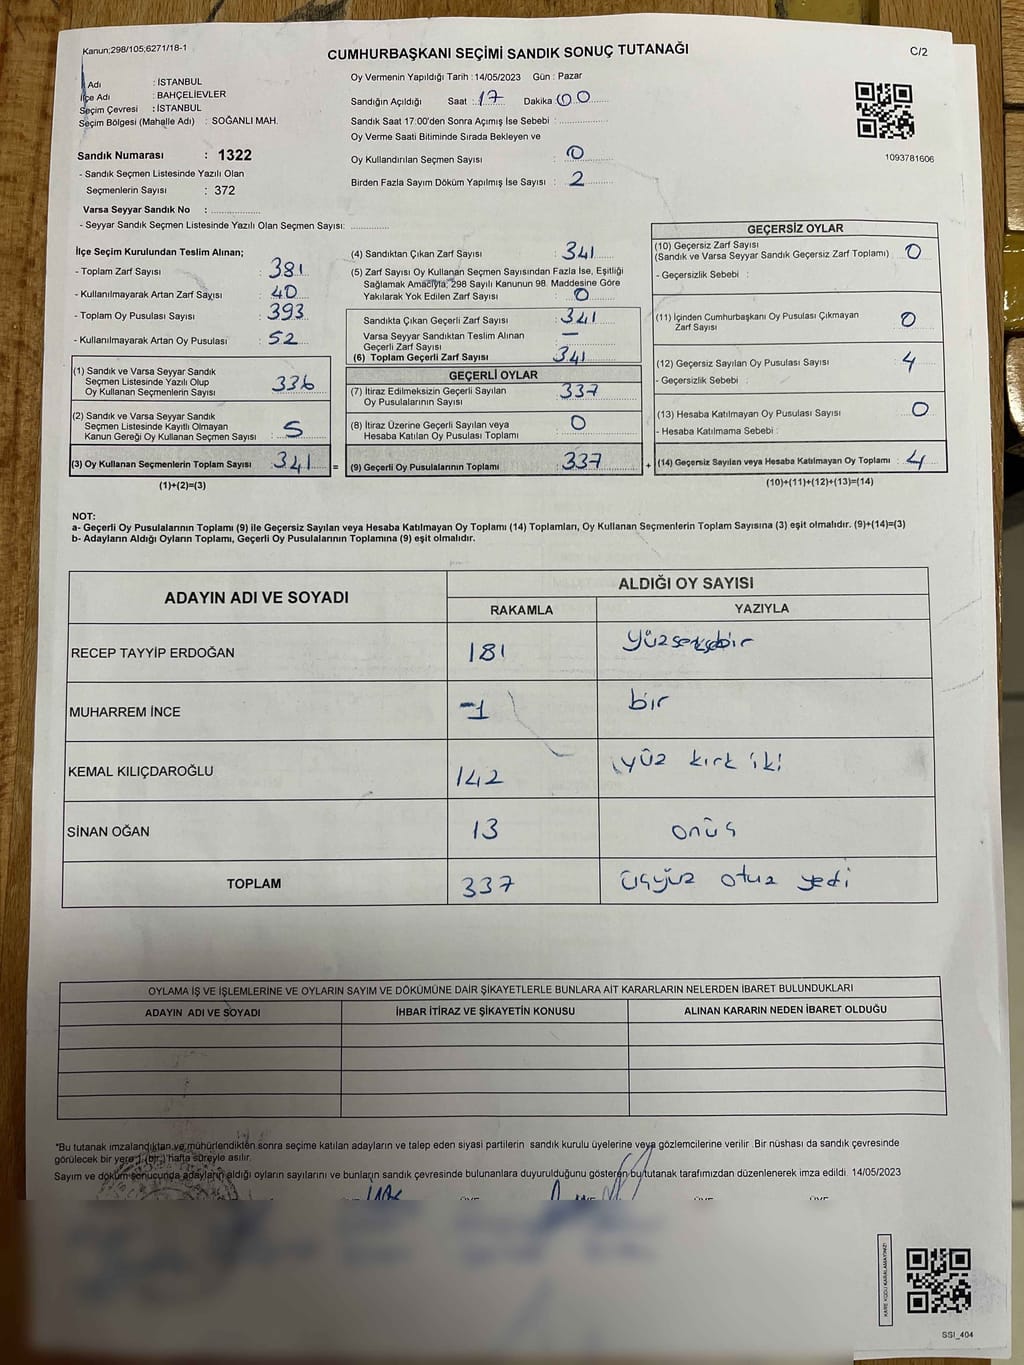 Kanun;298/105;6271/18-1
CUMHURBAŞKANI SEÇİMİ SANDIK SONUÇ TUTANAĞI
C/2
Adı : İSTANBUL
İlçe Adı : BAHÇELİEVLER
Seçim Çevresi : İSTANBUL
Seçim Bölgesi (Mahalle Adı) : SOĞANLI MAH.
Sandık Numarası : 1322
- Sandık Seçmen Listesinde Yazılı Olan
Seçmenlerin Sayısı : 372
Varsa Seyyar Sandık No : ................
- Seyyar Sandık Seçmen Listesinde Yazılı Olan Seçmen Sayısı: ............
Oy Vermenin Yapıldığı Tarih : 14/05/2023 Gün : Pazar
Sandığın Açıldığı Saat : 17 Dakika 00
Sandık Saat 17:00'den Sonra Açımış İse Sebebi : ................
Oy Verme Saati Bitiminde Sırada Bekleyen ve
Oy Kullandırılan Seçmen Sayısı : 0
Birden Fazla Sayım Döküm Yapılmış İse Sayısı : 2
1093781606
İlçe Seçim Kurulundan Teslim Alınan;
- Toplam Zarf Sayısı : 381
- Kullanılmayarak Artan Zarf Sayısı : 40
- Toplam Oy Pusulası Sayısı : 393
- Kullanılmayarak Artan Oy Pusulası : 52
(1) Sandık ve Varsa Seyyar Sandık
Seçmen Listesinde Yazılı Olup
Oy Kullanan Seçmenlerin Sayısı : 336
(2) Sandık ve Varsa Seyyar Sandık
Seçmen Listesinde Kayıtlı Olmayan
Kanun Gereği Oy Kullanan Seçmen Sayısı : 5
(3) Oy Kullanan Seçmenlerin Toplam Sayısı : 341 =
(1)+(2)=(3)
(4) Sandıktan Çıkan Zarf Sayısı : 341
(5) Zarf Sayısı Oy Kullanan Seçmen Sayısından Fazla İse, Eşitliği
Sağlamak Amacıyla, 298 Sayılı Kanunun 98. Maddesine Göre
Yakılarak Yok Edilen Zarf Sayısı : 0
Sandıkta Çıkan Geçerli Zarf Sayısı : 341
Varsa Seyyar Sandıktan Teslim Alınan
Geçerli Zarf Sayısı : —
(6) Toplam Geçerli Zarf Sayısı : 341
GEÇERLİ OYLAR
(7) İtiraz Edilmeksizin Geçerli Sayılan
Oy Pusulalarının Sayısı : 337
(8) İtiraz Üzerine Geçerli Sayılan veya
Hesaba Katılan Oy Pusulası Toplamı : 0
(9) Geçerli Oy Pusulalarının Toplamı : 337 +
GEÇERSİZ OYLAR
(10) Geçersiz Zarf Sayısı
(Sandık ve Varsa Seyyar Sandık Geçersiz Zarf Toplamı) : 0
- Geçersizlik Sebebi :
(11) İçinden Cumhurbaşkanı Oy Pusulası Çıkmayan
Zarf Sayısı : 0
(12) Geçersiz Sayılan Oy Pusulası Sayısı : 4
- Geçersizlik Sebebi :
(13) Hesaba Katılmayan Oy Pusulası Sayısı : 0
- Hesaba Katılmama Sebebi :
(14) Geçersiz Sayılan veya Hesaba Katılmayan Oy Toplamı : 4
(10)+(11)+(12)+(13)=(14)
NOT:
a- Geçerli Oy Pusulalarının Toplamı (9) ile Geçersiz Sayılan veya Hesaba Katılmayan Oy Toplamı (14) Toplamları, Oy Kullanan Seçmenlerin Toplam Sayısına (3) eşit olmalıdır. (9)+(14)=(3)
b- Adayların Aldığı Oyların Toplamı, Geçerli Oy Pusulalarının Toplamına (9) eşit olmalıdır.
ADAYIN ADI VE SOYADI ALDIĞI OY SAYISI
RAKAMLA YAZIYLA
RECEP TAYYİP ERDOĞAN 181 yüzseksebir
MUHARREM İNCE -1 bir
KEMAL KILIÇDAROĞLU 142 yüz kırk iki
SİNAN OĞAN 13 onüç
TOPLAM 337 üçyüz otuz yedi
OYLAMA İŞ VE İŞLEMLERİNE VE OYLARIN SAYIM VE DÖKÜMÜNE DAİR ŞİKAYETLERLE BUNLARA AİT KARARLARIN NELERDEN İBARET BULUNDUKLARI
ADAYIN ADI VE SOYADI İHBAR İTİRAZ VE ŞİKAYETİN KONUSU ALINAN KARARIN NEDEN İBARET OLDUĞU
*Bu tutanak imzalandıktan ve mühürlendikten sonra seçime katılan adayların ve talep eden siyasi partilerin sandık kurulu üyelerine veya gözlemcilerine verilir .Bir nüshası da sandık çevresinde
görülecek bir yere 1 (bir) hafta süreyle asılır.
Sayım ve döküm sonucunda adayların aldığı oyların sayılarını ve bunların sandık çevresinde bulunanlara duyurulduğunu gösteren bu tutanak tarafımızdan düzenlenerek imza edildi. 14/05/2023
KARE KODU KARALAMAYINIZ!
SSI_404